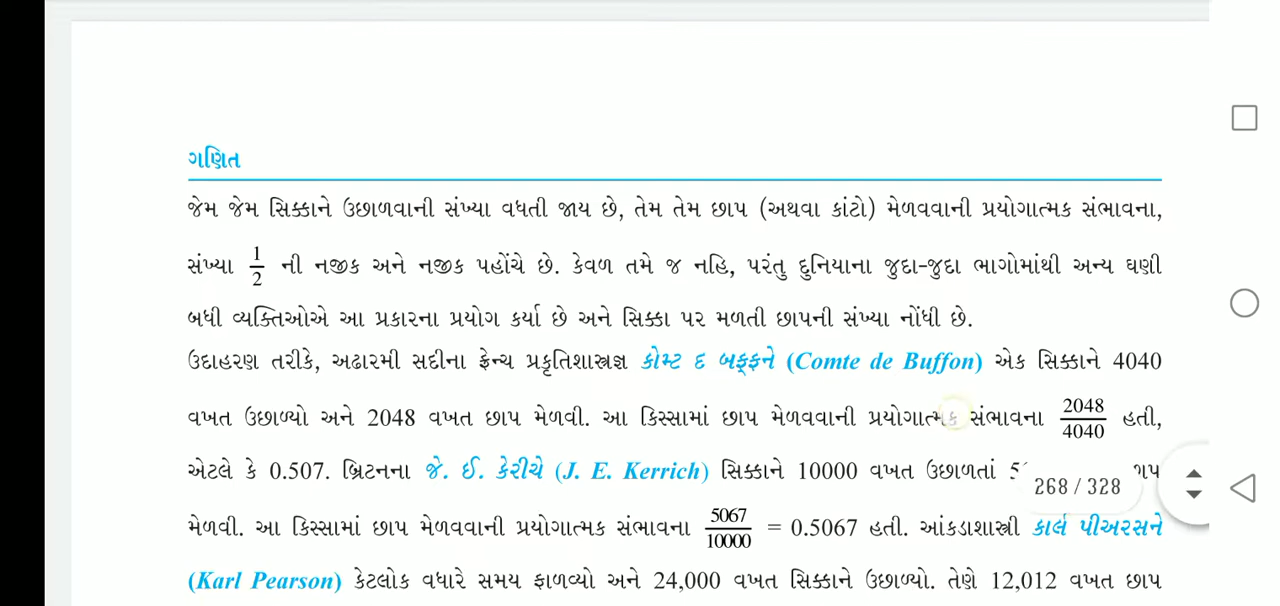 ગણિત
જેમ જેમ સિક્કાને ઉછાળવાની સંખ્યા વધતી જાય છે, તેમ તેમ છાપ (અથવા કાંટો) મેળવવાની પ્રયોગાત્મક સંભાવના,
સંખ્યા 1/2 ની નજીક અને નજીક પહોંચે છે. કેવળ તમે જ નહિ, પરંતુ દુનિયાના જુદા-જુદા ભાગોમાંથી અન્ય ઘણી
બધી વ્યક્તિઓએ આ પ્રકારના પ્રયોગ કર્યા છે અને સિક્કા પર મળતી છાપની સંખ્યા નોંધી છે.
ઉદાહરણ તરીકે, અઢારમી સદીના ફ્રેન્ચ પ્રકૃતિશાસ્ત્રજ્ઞ કોમ્ટ દ બફ્ફને (Comte de Buffon) એક સિક્કાને 4040
વખત ઉછાળ્યો અને 2048 વખત છાપ મેળવી. આ કિસ્સામાં છાપ મેળવવાની પ્રયોગાત્મક સંભાવના 2048/4040 હતી,
એટલે કે 0.507. બ્રિટનના જે. ઈ. કેરીચે (J. E. Kerrich) સિક્કાને 10000 વખત ઉછાળતાં
268 / 328
મેળવી. આ કિસ્સામાં છાપ મેળવવાની પ્રયોગાત્મક સંભાવના 5067/10000 = 0.5067 હતી. આંકડાશાસ્ત્રી કાર્લ પીઅરસને
(Karl Pearson) કેટલોક વધારે સમય ફાળવ્યો અને 24,000 વખત સિક્કાને ઉછાળ્યો. તેણે 12,012 વખત છાપ